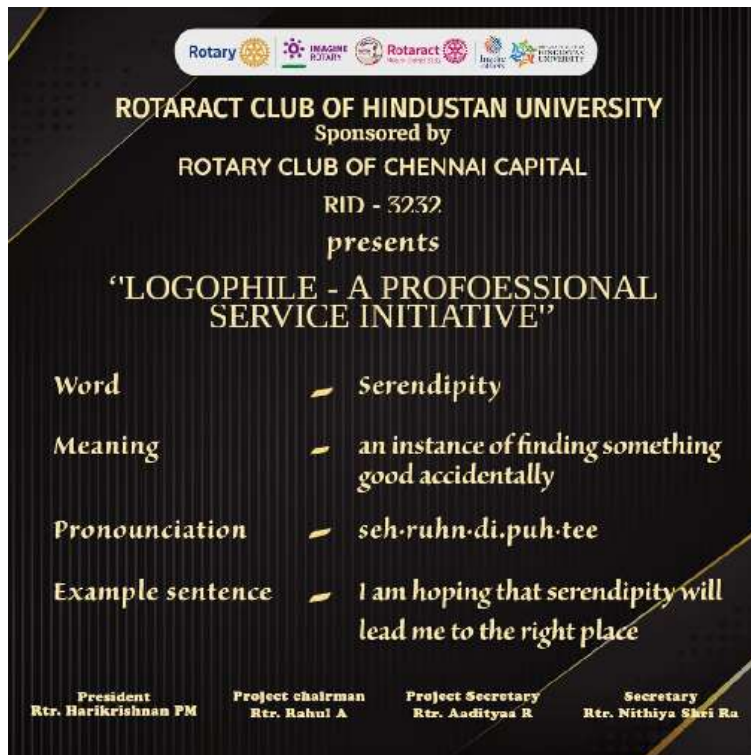 Rotary
IMAGINE
ROTARY
Rotaract
Inspire
HINDUSTAN
UNIVERSITY
ROTARACT CLUB OF HINDUSTAN UNIVERSITY
Sponsored by
ROTARY CLUB OF CHENNAI CAPITAL
RID - 3232
presents
"LOGOPHILE - A PROFOESSIONAL
SERVICE INITIATIVE"
Word - Serendipity
Meaning - an instance of finding something
good accidentally
Pronounciation - seh·ruhn·di.puh·tee
Example sentence - I am hoping that serendipity will
lead me to the right place
President
Rtr. Harikrishnan PM
Project chairman
Rtr. Rahul A
Project Secretary
Rtr. Aadityaa R
Secretary
Rtr. Nithiya Shri Ra